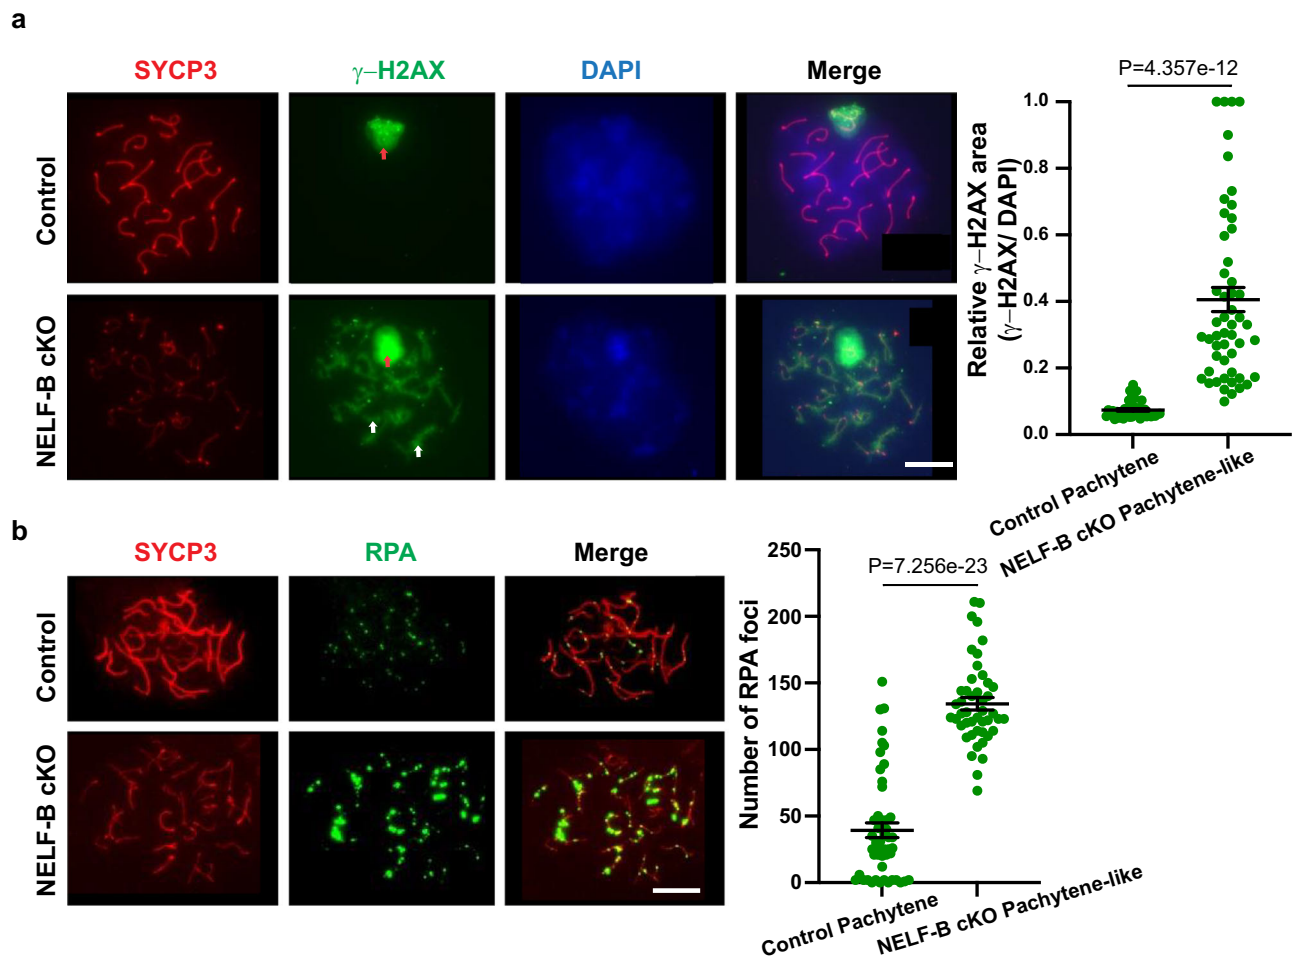 a
SYCP3
γ–H2AX
DAPI
Merge
Control
NELF-B cKO
P=4.357e-12
Relative γ–H2AX area
(γ–H2AX/ DAPI)
1.0
0.8
0.6
0.4
0.2
0.0
Control Pachytene
NELF-B cKO Pachytene-like
b
SYCP3
RPA
Merge
Control
NELF-B cKO
P=7.256e-23
Number of RPA foci
250
200
150
100
50
0
Control Pachytene
NELF-B cKO Pachytene-like